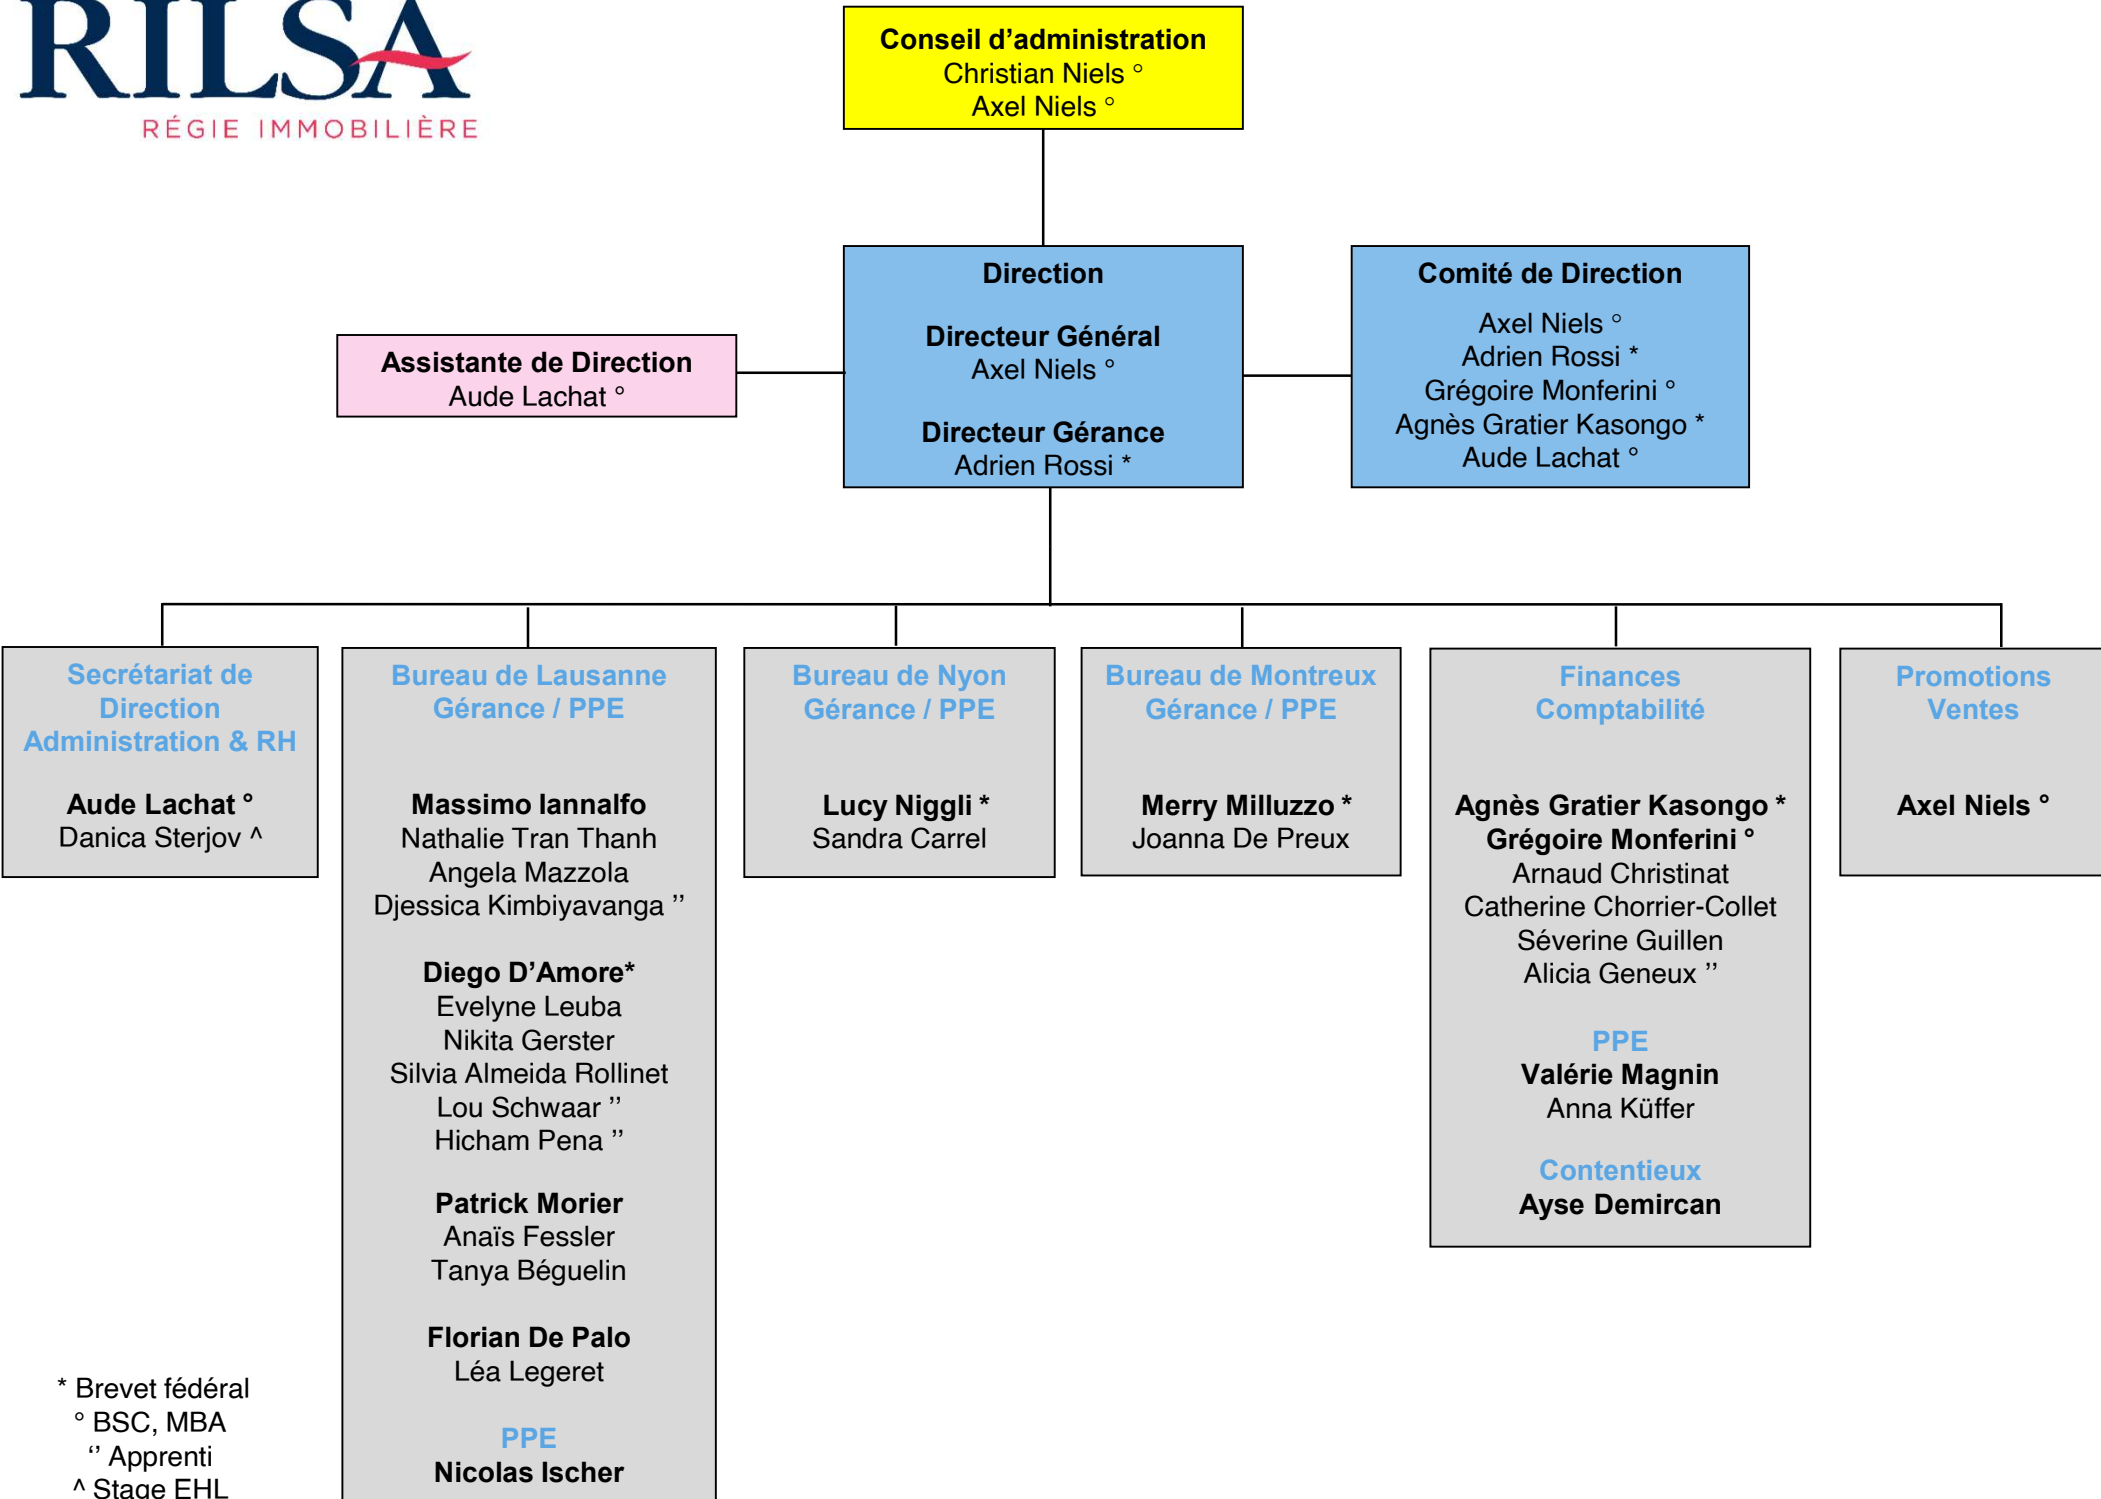 RILSA
RÉGIE IMMOBILIÈRE
Conseil d’administration
Christian Niels °
Axel Niels °
Direction
Directeur Général
Axel Niels °
Directeur Gérance
Adrien Rossi *
Comité de Direction
Axel Niels °
Adrien Rossi *
Grégoire Monferini °
Agnès Gratier Kasongo *
Aude Lachat °
Assistante de Direction
Aude Lachat °
Secrétariat de
Direction
Administration & RH
Aude Lachat °
Danica Sterjov ^
Bureau de Lausanne
Gérance / PPE
Massimo Iannalfo
Nathalie Tran Thanh
Angela Mazzola
Djessica Kimbiyavanga ’’
Diego D’Amore*
Evelyne Leuba
Nikita Gerster
Silvia Almeida Rollinet
Lou Schwaar ’’
Hicham Pena ’’
Patrick Morier
Anaïs Fessler
Tanya Béguelin
Florian De Palo
Léa Legeret
PPE
Nicolas Ischer
Bureau de Nyon
Gérance / PPE
Lucy Niggli *
Sandra Carrel
Bureau de Montreux
Gérance / PPE
Merry Milluzzo *
Joanna De Preux
Finances
Comptabilité
Agnès Gratier Kasongo *
Grégoire Monferini °
Arnaud Christinat
Catherine Chorrier-Collet
Séverine Guillen
Alicia Geneux ’’
PPE
Valérie Magnin
Anna Küffer
Contentieux
Ayse Demircan
Promotions
Ventes
Axel Niels °
* Brevet fédéral
° BSC, MBA
‘’ Apprenti
^ Stage EHL